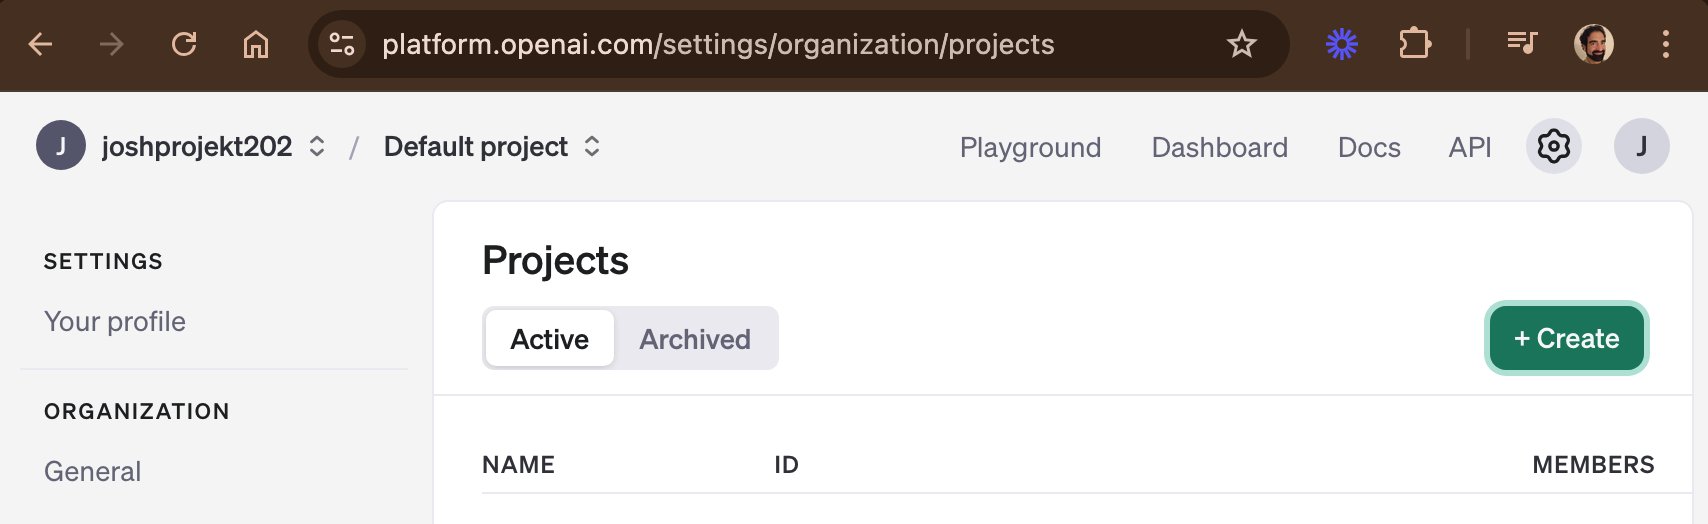 platform.openai.com/settings/organization/projects
J joshprojekt202 / Default project Playground Dashboard Docs API J
SETTINGS
Your profile
ORGANIZATION
General
Projects
Active Archived + Create
NAME ID MEMBERS